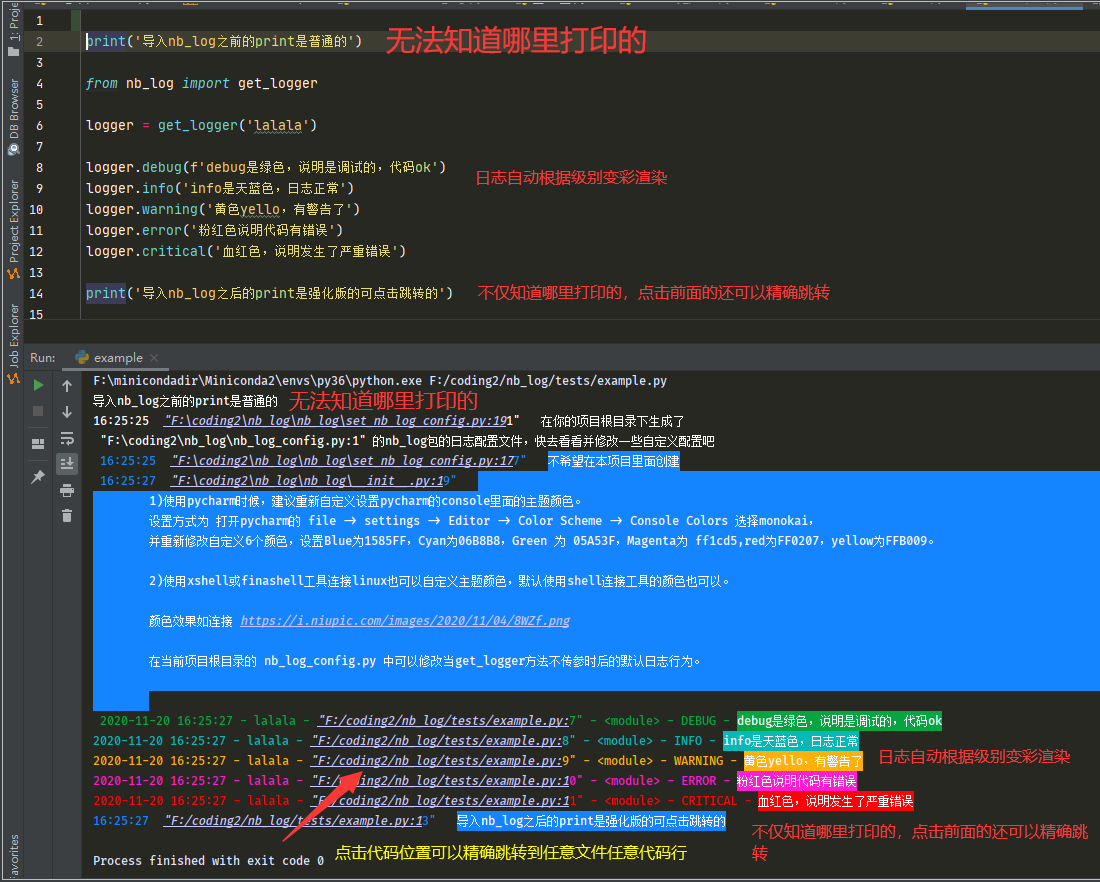 1: Proje
DB Browser
Project Explorer
Job Explorer
avorites
1
2 print('导入nb_log之前的print是普通的') 无法知道哪里打印的
3
4 from nb_log import get_logger
5
6 logger = get_logger('lalala')
7
8 logger.debug(f'debug是绿色，说明是调试的，代码ok')
9 logger.info('info是天蓝色，日志正常')
日志自动根据级别变彩渲染
10 logger.warning('黄色yello，有警告了')
11 logger.error('粉红色说明代码有错误')
12 logger.critical('血红色，说明发生了严重错误')
13
14 print('导入nb_log之后的print是强化版的可点击跳转的') 不仅知道哪里打印的，点击前面的还可以精确跳转
15
Run: example
F:\minicondadir\Miniconda2\envs\py36\python.exe F:/coding2/nb_log/tests/example.py
导入nb_log之前的print是普通的 无法知道哪里打印的
16:25:25 "F:\coding2\nb_log\nb_log\set_nb_log_config.py:191" 在你的项目根目录下生成了
"F:\coding2\nb_log\nb_log_config.py:1" 的nb_log包的日志配置文件，快去看看并修改一些自定义配置吧
16:25:25 "F:\coding2\nb_log\nb_log\set_nb_log_config.py:177" 不希望在本项目里面创建
16:25:27 "F:\coding2\nb_log\nb_log\__init__.py:19"
1)使用pycharm时候，建议重新自定义设置pycharm的console里面的主题颜色。
设置方式为 打开pycharm的 file → settings → Editor → Color Scheme → Console Colors 选择monokai，
并重新修改自定义6个颜色，设置Blue为1585FF，Cyan为06B8B8，Green 为 05A53F，Magenta为 ff1cd5,red为FF0207，yellow为FFB009。
2)使用xshell或finashell工具连接linux也可以自定义主题颜色，默认使用shell连接工具的颜色也可以。
颜色效果如连接 https://i.niupic.com/images/2020/11/04/8WZf.png
在当前项目根目录的 nb_log_config.py 中可以修改当get_logger方法不传参时后的默认日志行为。
2020-11-20 16:25:27 - lalala - "F:/coding2/nb_log/tests/example.py:7" - <module> - DEBUG - debug是绿色，说明是调试的，代码ok
2020-11-20 16:25:27 - lalala - "F:/coding2/nb_log/tests/example.py:8" - <module> - INFO - info是天蓝色，日志正常
2020-11-20 16:25:27 - lalala - "F:/coding2/nb_log/tests/example.py:9" - <module> - WARNING - 黄色yello，有警告了
日志自动根据级别变彩渲染
2020-11-20 16:25:27 - lalala - "F:/coding2/nb_log/tests/example.py:10" - <module> - ERROR - 粉红色说明代码有错误
2020-11-20 16:25:27 - lalala - "F:/coding2/nb_log/tests/example.py:11" - <module> - CRITICAL - 血红色，说明发生了严重错误
16:25:27 "F:/coding2/nb_log/tests/example.py:13" 导入nb_log之后的print是强化版的可点击跳转的
不仅知道哪里打印的，点击前面的还可以精确跳
转
点击代码位置可以精确跳转到任意文件任意代码行
Process finished with exit code 0